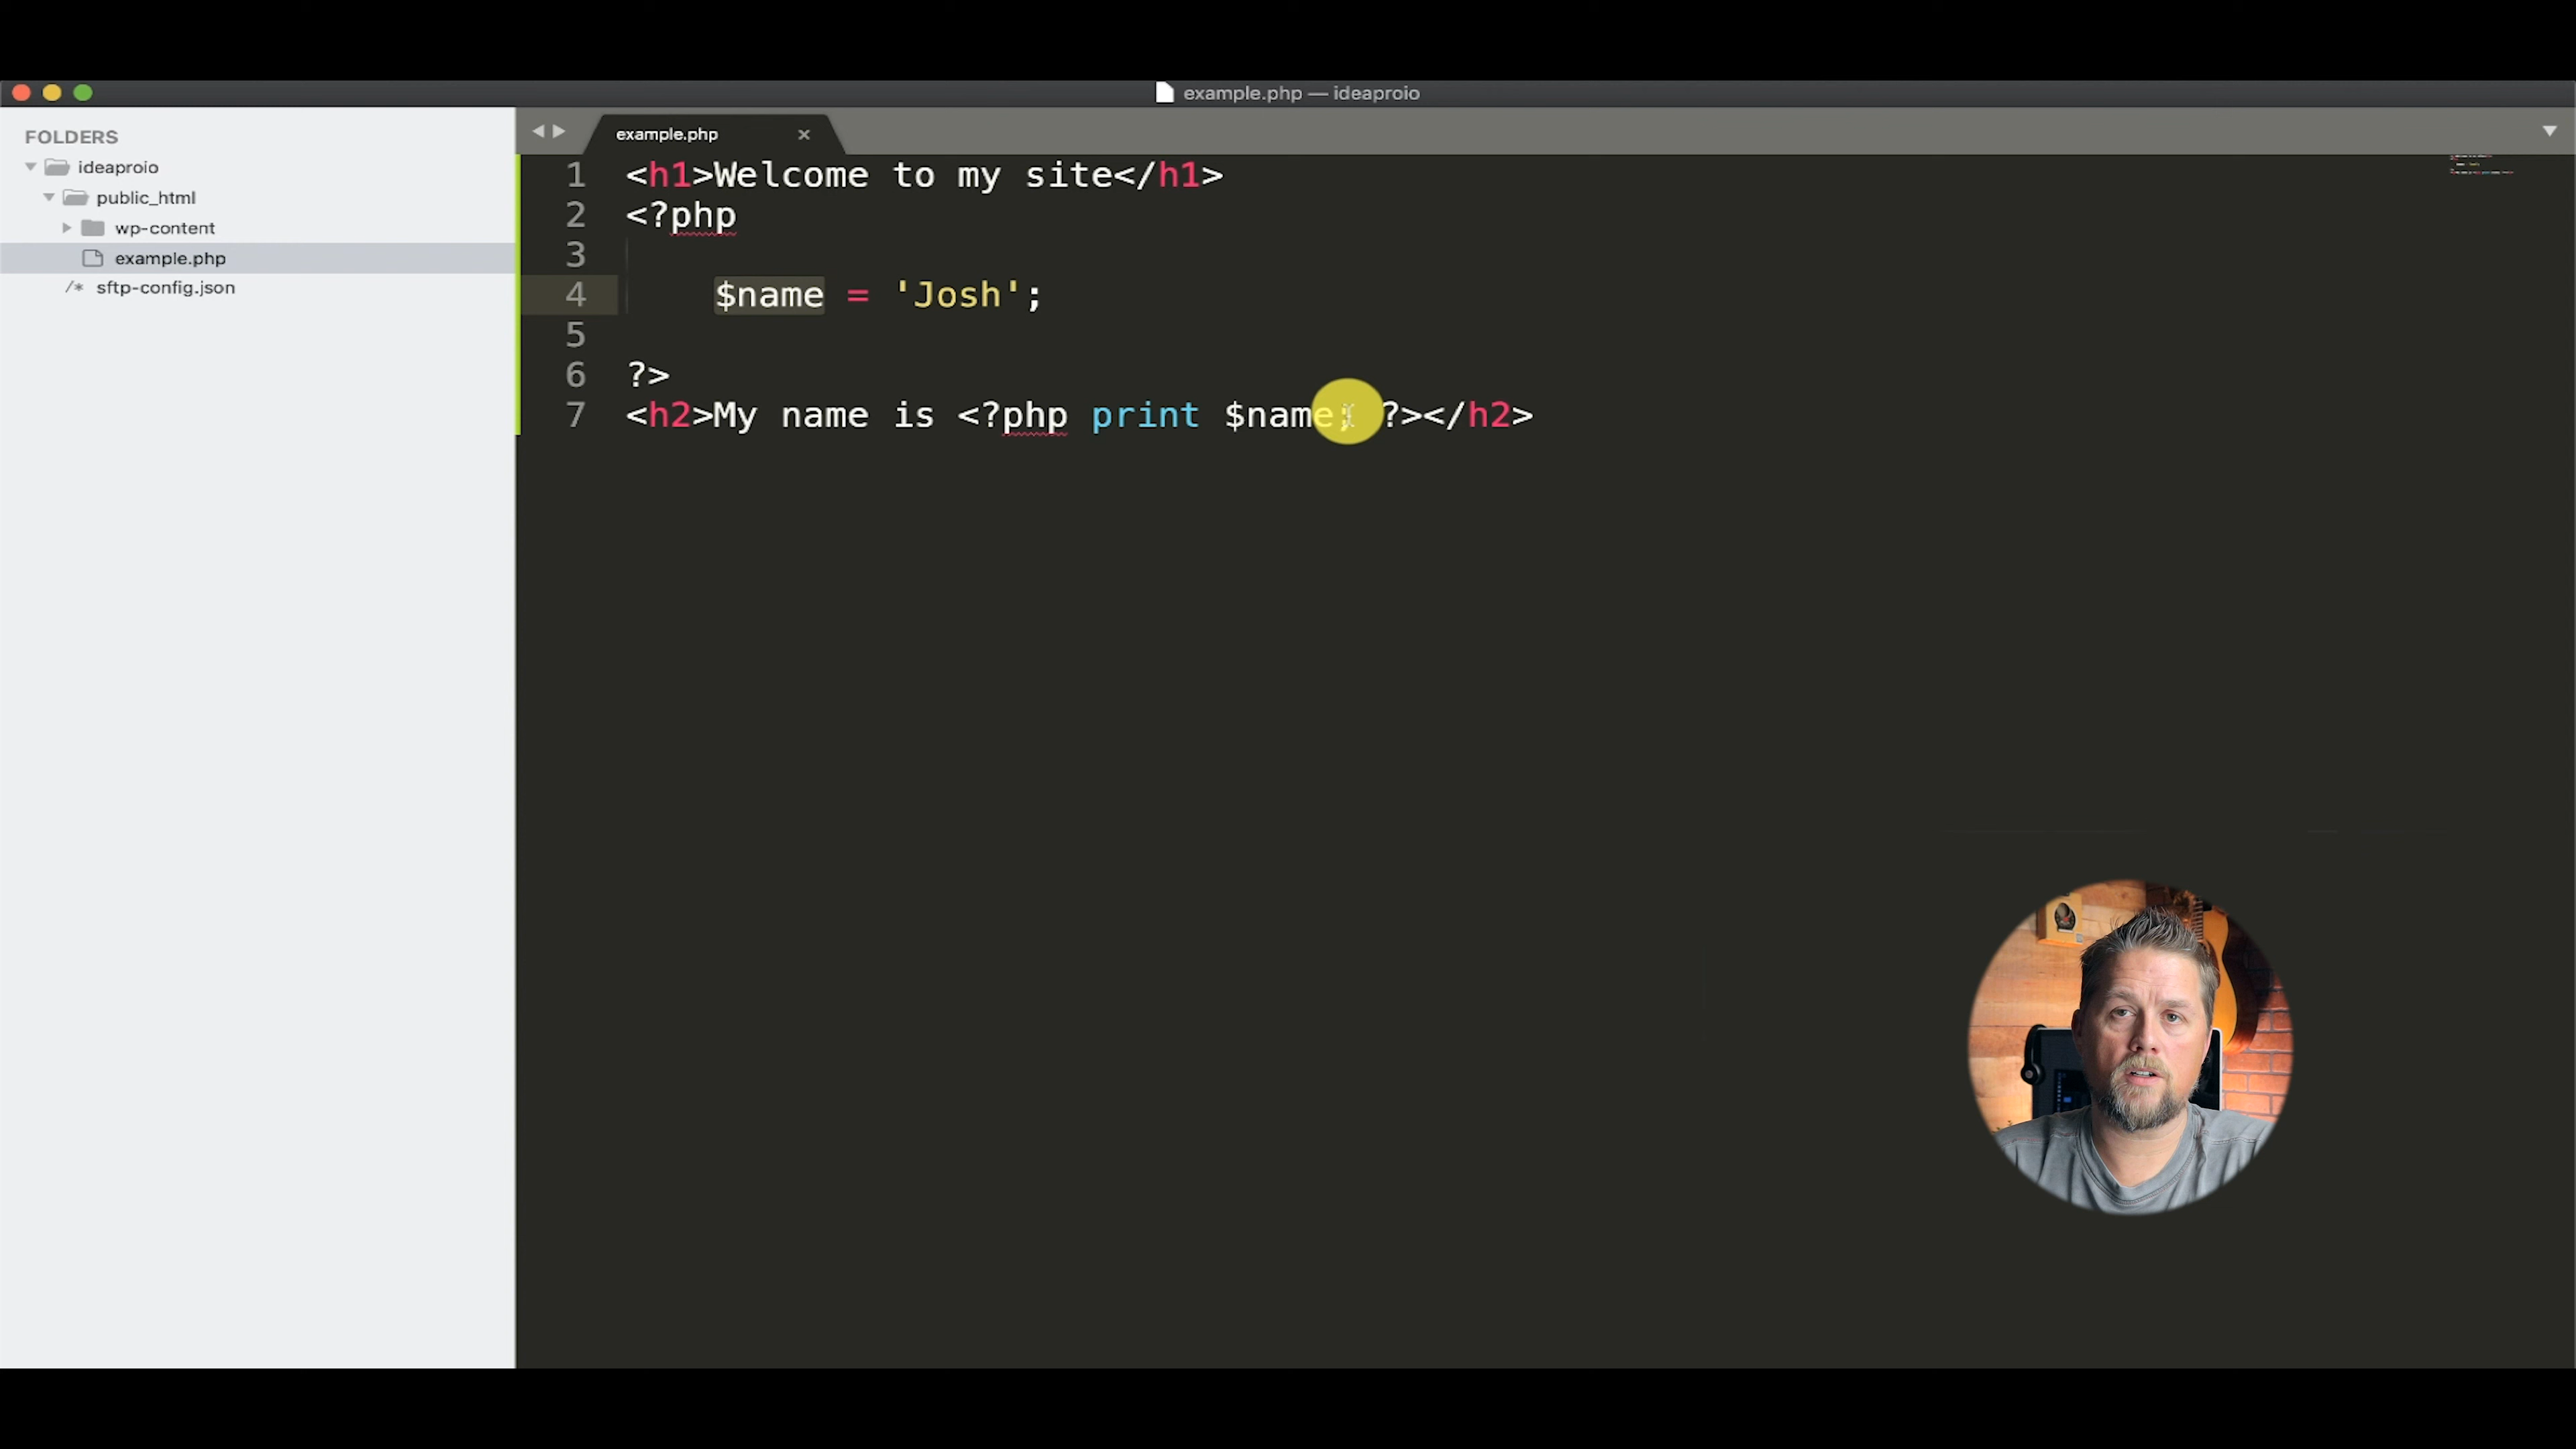 example.php — ideaproio
FOLDERS
ideaproio
public_html
wp-content
example.php
/* sftp-config.json
example.php ×
1 <h1>Welcome to my site</h1>
2 <?php
3
4 $name = 'Josh';
5
6 ?>
7 <h2>My name is <?php print $name; ?></h2>